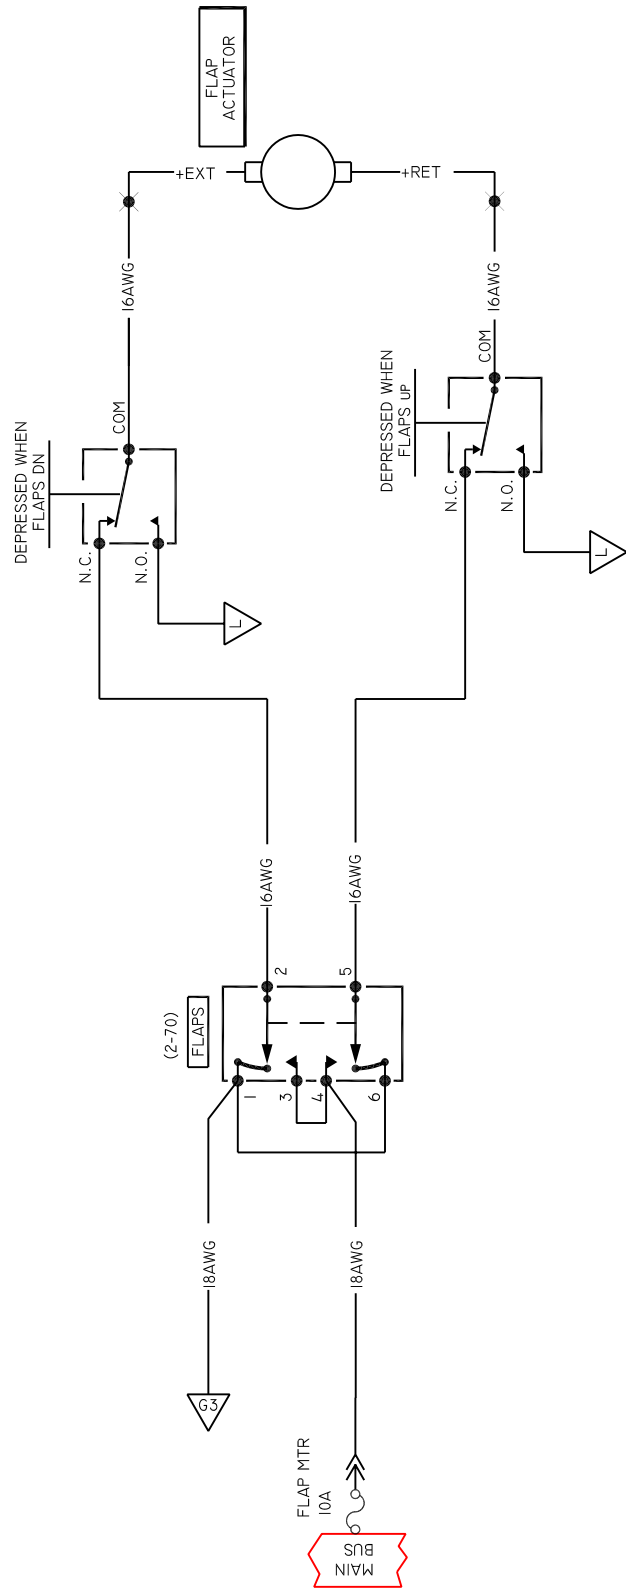 FLAP
ACTUATOR
+EXT
+RET
16AWG
16AWG
COM
DEPRESSED WHEN
FLAPS UP
COM
DEPRESSED WHEN
FLAPS DN
N.C.
N.O.
N.C.
N.O.
L
L
16AWG
16AWG
2
5
(2-70)
FLAPS
1
3
4
6
18AWG
18AWG
G3
FLAP MTR
10A
MAIN
BUS